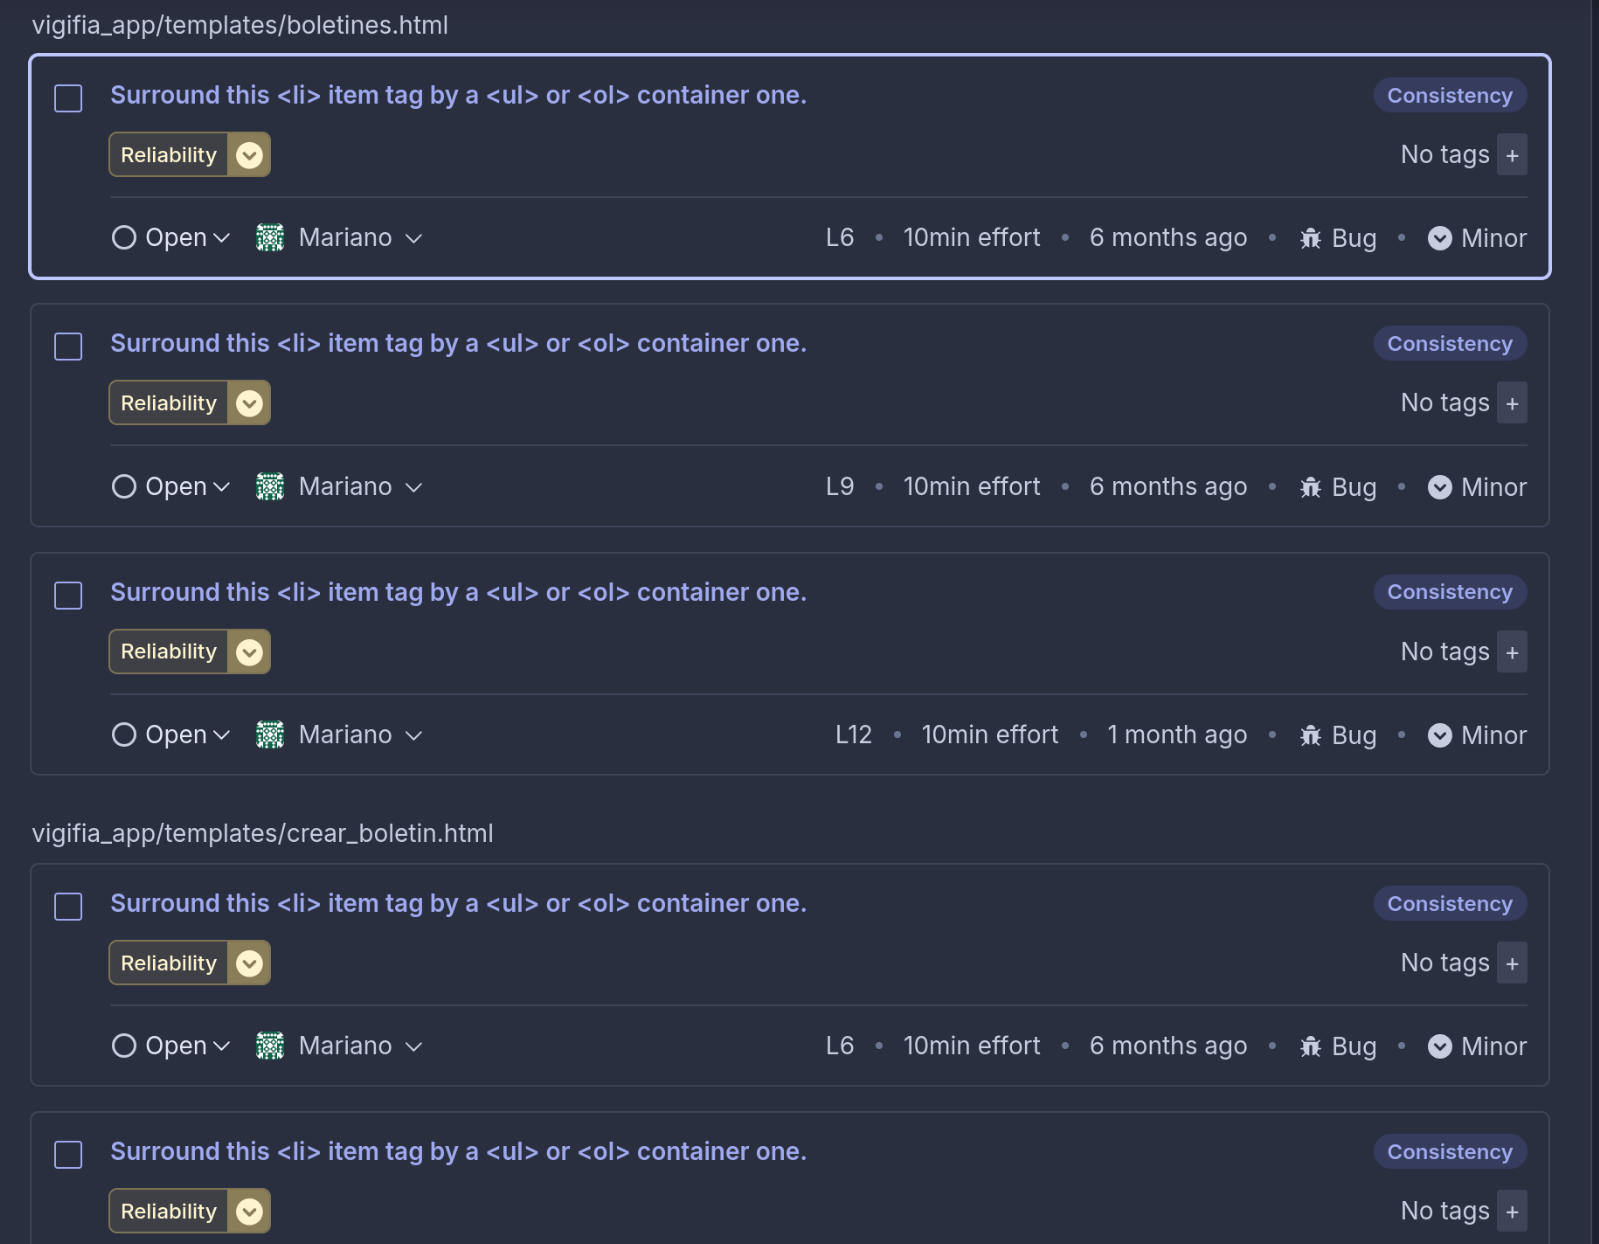 vigifia_app/templates/boletines.html
Surround this <li> item tag by a <ul> or <ol> container one.
Consistency
Reliability
No tags +
Open Mariano L6 • 10min effort • 6 months ago • Bug • Minor
Surround this <li> item tag by a <ul> or <ol> container one.
Consistency
Reliability
No tags +
Open Mariano L9 • 10min effort • 6 months ago • Bug • Minor
Surround this <li> item tag by a <ul> or <ol> container one.
Consistency
Reliability
No tags +
Open Mariano L12 • 10min effort • 1 month ago • Bug • Minor
vigifia_app/templates/crear_boletin.html
Surround this <li> item tag by a <ul> or <ol> container one.
Consistency
Reliability
No tags +
Open Mariano L6 • 10min effort • 6 months ago • Bug • Minor
Surround this <li> item tag by a <ul> or <ol> container one.
Consistency
Reliability
No tags +